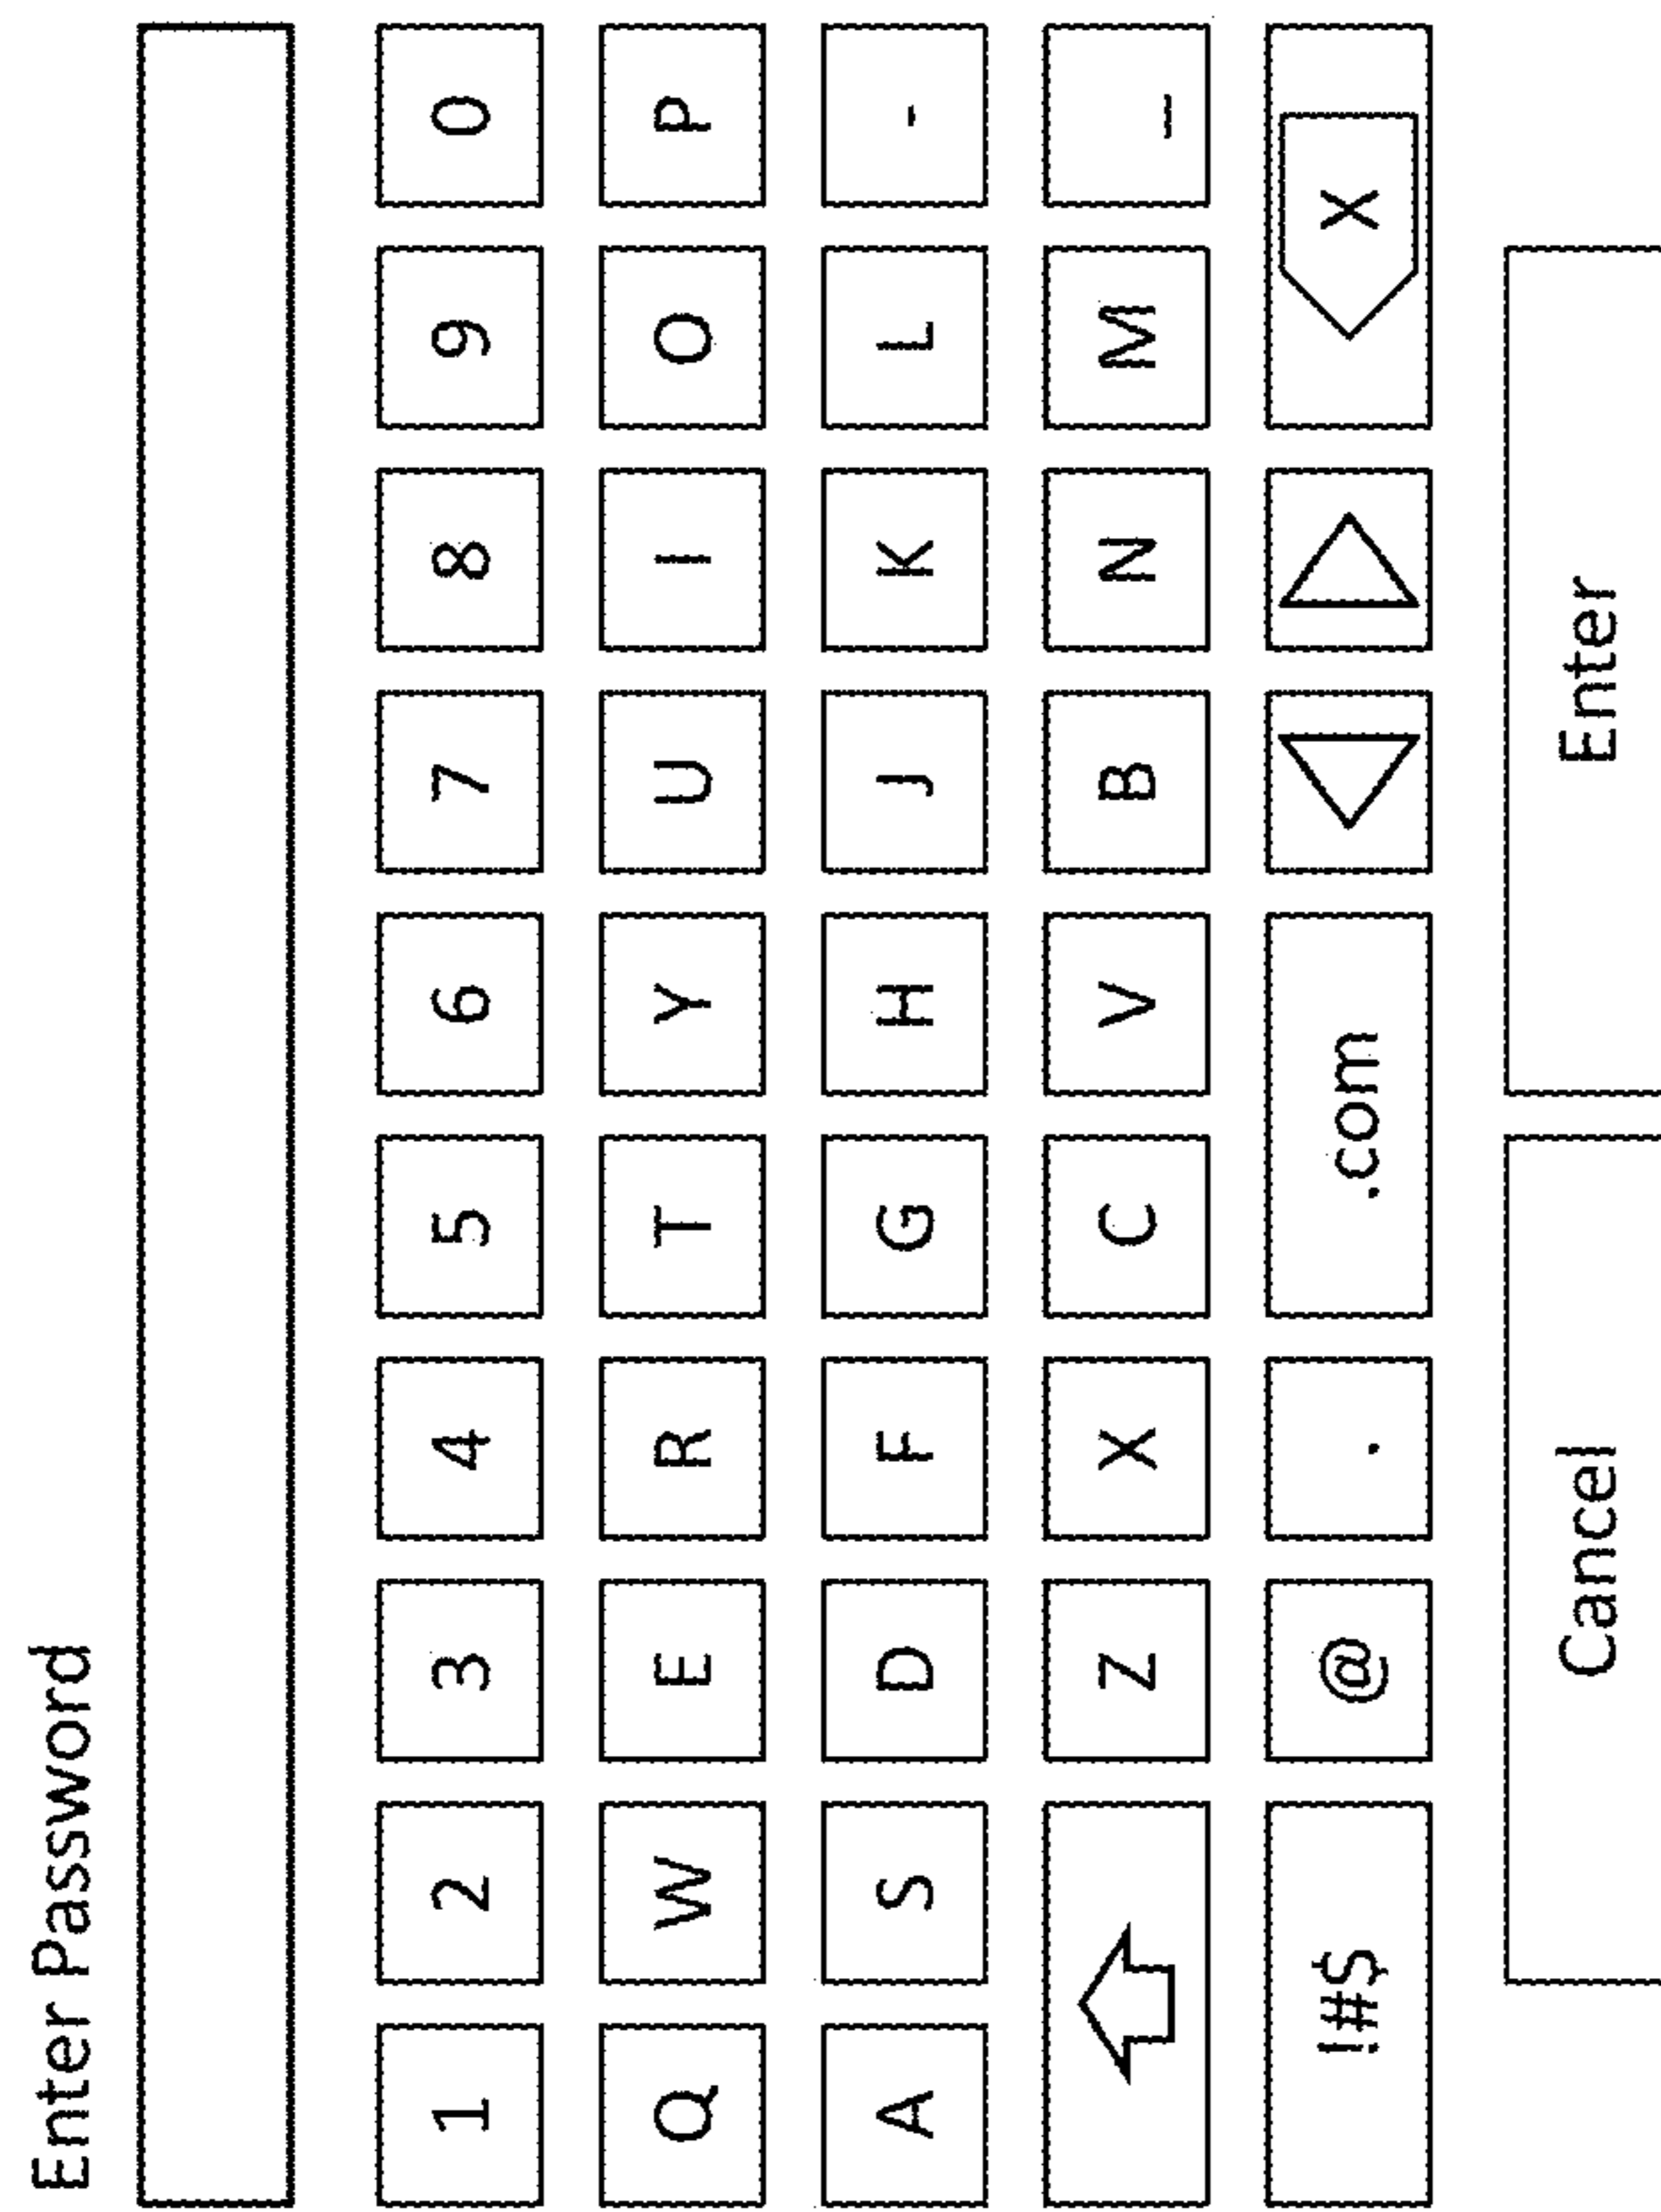 Enter Password
1 2 3 4 5 6 7 8 9 0
Q W E R T Y U I O P
A S D F G H J K L -
Z X C V B N M _
!#$ @ . .com X
Cancel Enter